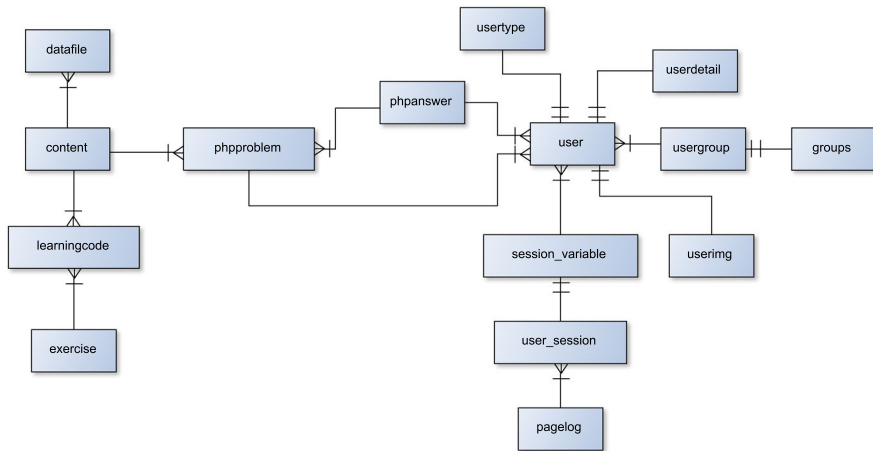 usertype
datafile
userdetail
phpanswer
content
phpproblem
user
usergroup
groups
learningcode
session_variable
userimg
exercise
user_session
pagelog